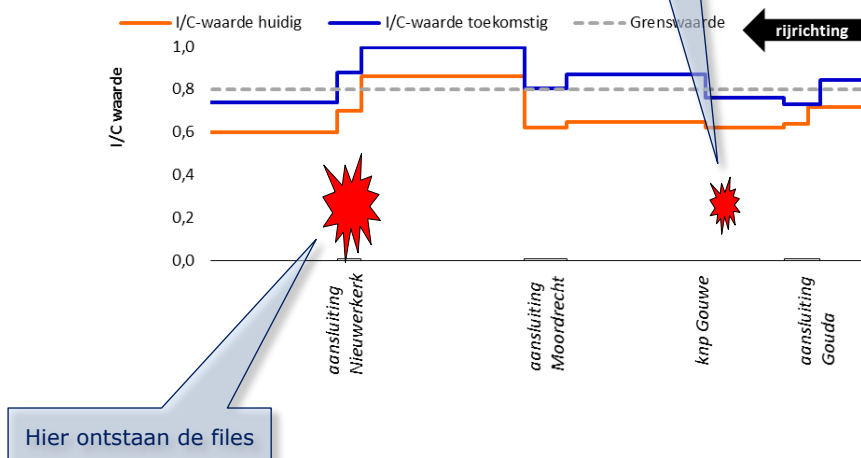 I/C-waarde huidig I/C-waarde toekomstig Grenswaarde rijrichting
I/C waarde
1,0
0,8
0,6
0,4
0,2
0,0
aansluiting
Nieuwerkerk
aansluiting
Moordrecht
knp Gouwe
aansluiting
Gouda
Hier ontstaan de files